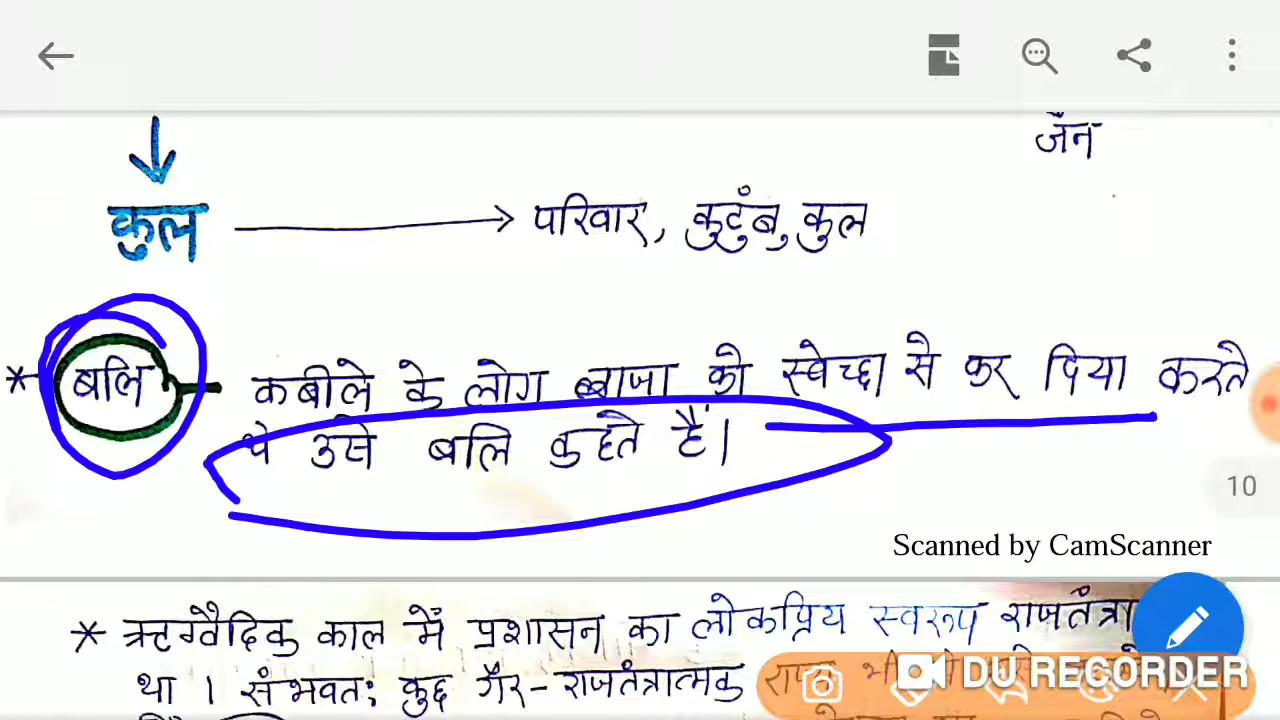 जन
कुल → परिवार, कुटुंब, कुल
* बलि - कबीले के लोग राजा को स्वेच्छा से कर दिया करते
थे उसे बलि कहते हैं।
10
Scanned by CamScanner
* ऋग्वैदिक काल में प्रशासन का लोकप्रिय स्वरूप
था । संभवतः कुछ गैर-राजतंत्रात्मक
DU RECORDER